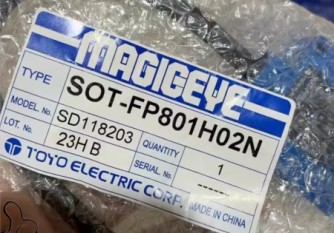 MAGICEYE
TYPE SOT-FP801H02N
MODEL No. SD118203 QUANTITY 1
LOT. No. 23H B SERIAL No. ------
TOYO ELECTRIC CORP. MADE IN CHINA